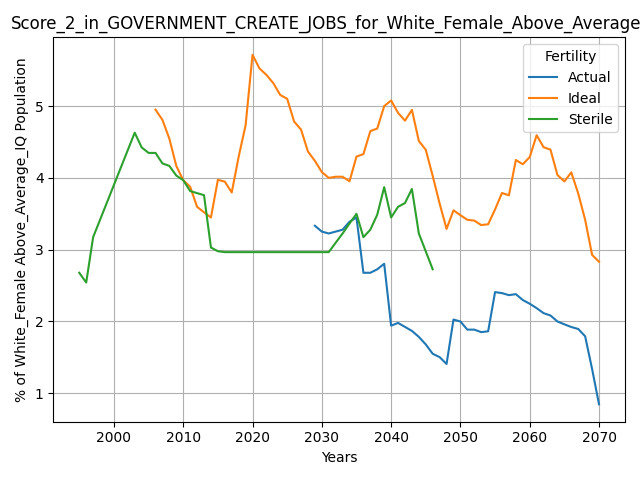 Score_2_in_GOVERNMENT_CREATE_JOBS_for_White_Female_Above_Average
% of White_Female Above_Average_IQ Population
Fertility
Actual
Ideal
Sterile
5
4
3
2
1
2000 2010 2020 2030 2040 2050 2060 2070
Years